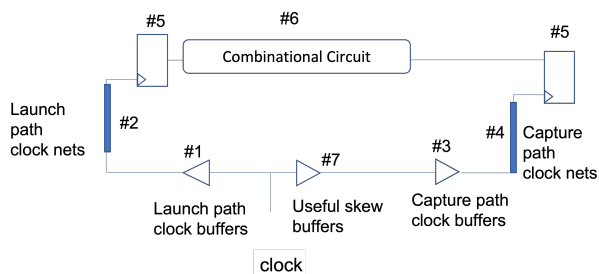 #6
#5
#5
Combinational Circuit
Launch
path
clock nets
#2
#1
#7
#3
#4
Capture
path
clock nets
Launch path
clock buffers
Useful skew
buffers
Capture path
clock buffers
clock